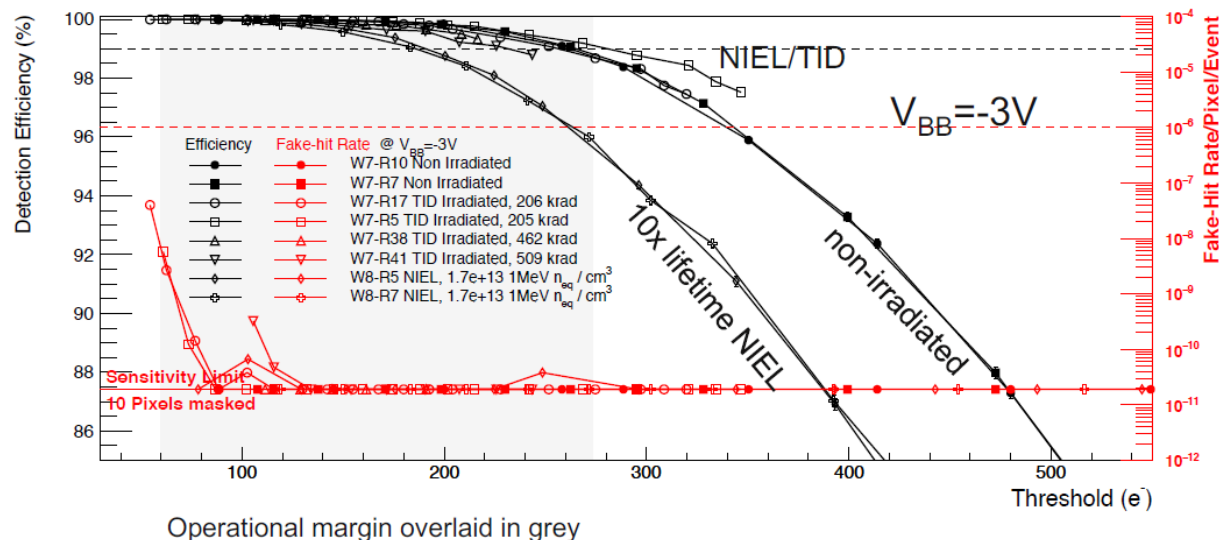 Detection Efficiency (%)
100
98
96
94
92
90
88
86
NIEL/TID
V_BB=-3V
Efficiency Fake-hit Rate @ V_BB=-3V
W7-R10 Non Irradiated
W7-R7 Non Irradiated
W7-R17 TID Irradiated, 206 krad
W7-R5 TID Irradiated, 205 krad
W7-R38 TID Irradiated, 462 krad
W7-R41 TID Irradiated, 509 krad
W8-R5 NIEL, 1.7e+13 1MeV n_eq / cm³
W8-R7 NIEL, 1.7e+13 1MeV n_eq / cm³
10x lifetime NIEL
non-irradiated
Sensitivity Limit
10 Pixels masked
10⁻⁴
10⁻⁵
10⁻⁶
10⁻⁷
10⁻⁸
10⁻⁹
10⁻¹⁰
10⁻¹¹
10⁻¹²
Fake-Hit Rate/Pixel/Event
100 200 300 400 500
Threshold (e⁻)
Operational margin overlaid in grey